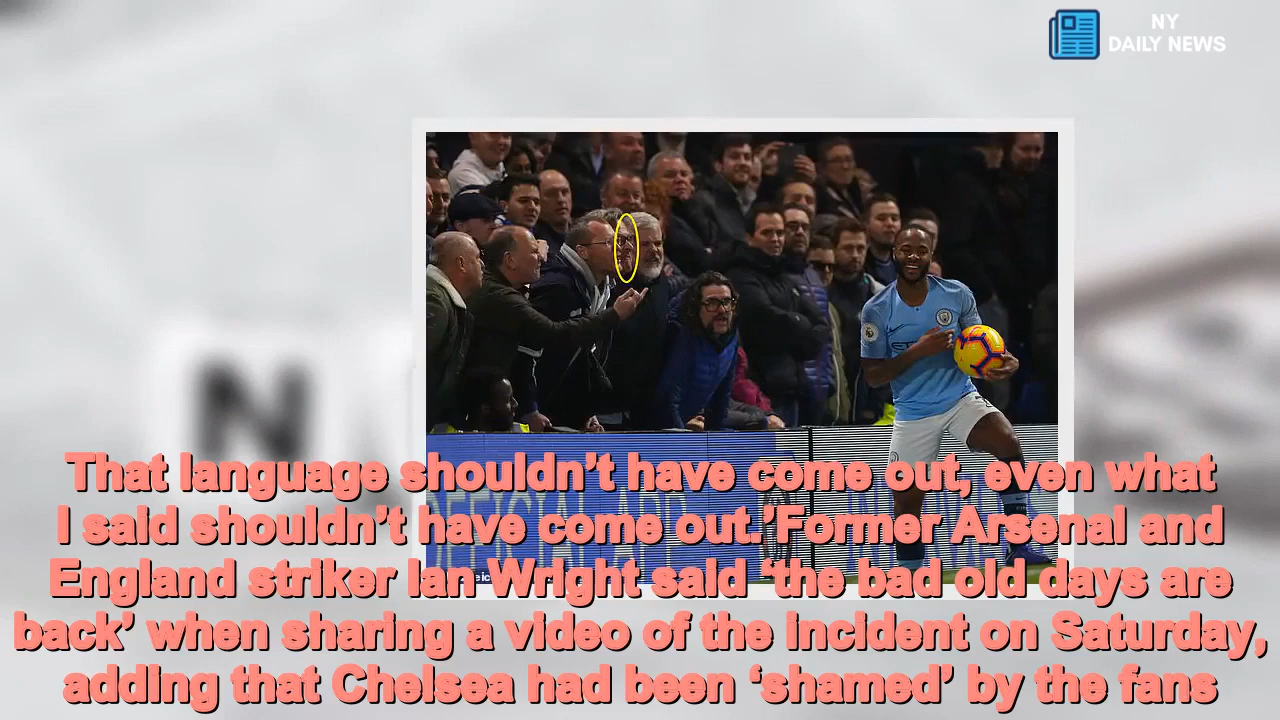 NY
DAILY NEWS
N
That language shouldn't have come out, even what
I said shouldn't have come out.'Former Arsenal and
England striker Ian Wright said 'the bad old days are
back' when sharing a video of the incident on Saturday,
adding that Chelsea had been 'shamed' by the fans
OFFICIAL APP